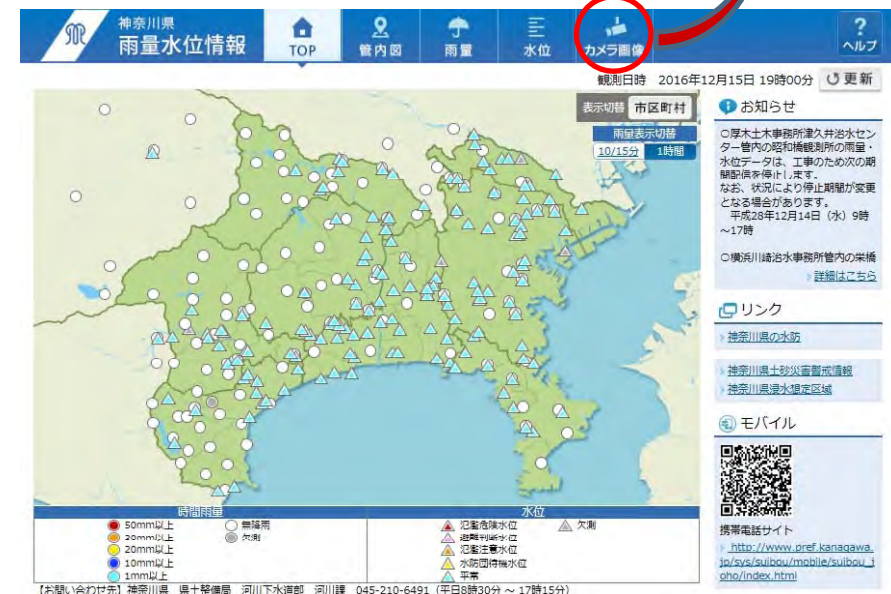 神奈川県
雨量水位情報
TOP
管内図
雨量
水位
カメラ画像
?
ヘルプ
観測日時 2016年12月15日 19時00分
更新
表示切替 市区町村
雨量表示切替
10/15分 1時間
お知らせ
○厚木土木事務所津久井治水セン
ター管内の昭和橋観測所の雨量・
水位データは、工事のため次の期
間配信を停止します。
なお、状況により停止期間が変更
となる場合があります。
平成28年12月14日（水）9時
～17時
○横浜川崎治水事務所管内の栄橋
詳細はこちら
リンク
神奈川県の水防
神奈川県土砂災害警戒情報
神奈川県浸水想定区域
モバイル
携帯電話サイト
http://www.pref.kanagawa.
jp/sys/suibou/mobile/suibou_j
oho/index.html
時間雨量
50mm以上
20mm以上
20mm以上
10mm以上
1mm以上
無降雨
欠測
水位
氾濫危険水位
避難判断水位
氾濫注意水位
水防団待機水位
平常
欠測
【お問い合わせ先】神奈川県 県土整備局 河川下水道部 河川課 045-210-6491（平日8時30分 ～ 17時15分）